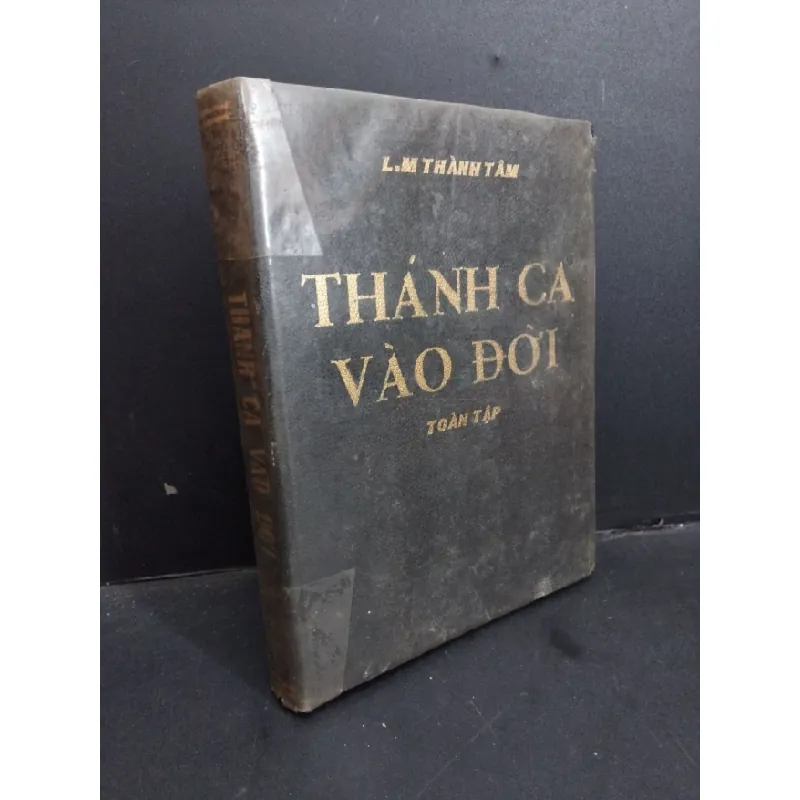 L.M THÀNH TÂM
THÁNH CA
VÀO ĐỜI
TOÀN TẬP
THÁNH CA VÀO ĐỜI